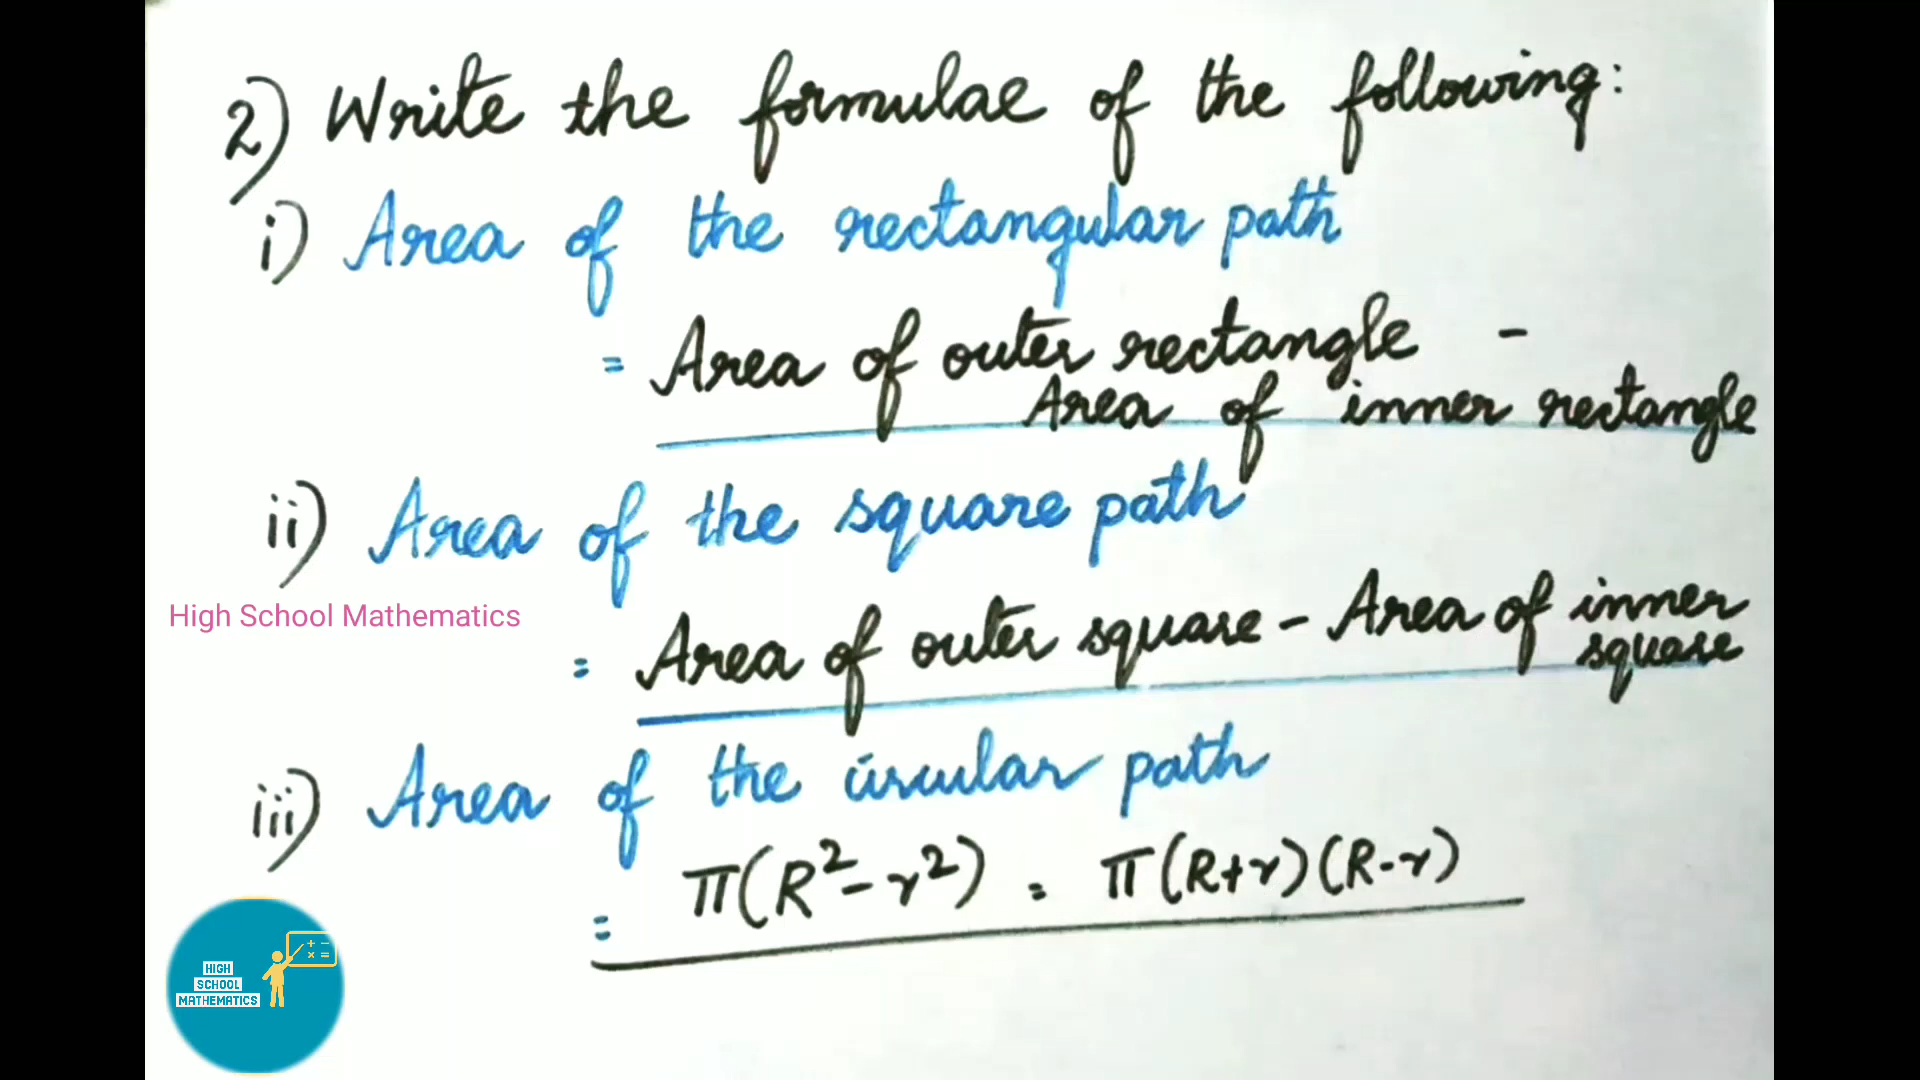 2) Write the formulae of the following:
i) Area of the rectangular path
= Area of outer rectangle -
Area of inner rectangle
ii) Area of the square path
High School Mathematics
= Area of outer square - Area of inner
square
iii) Area of the circular path
= π(R²- r²) = π(R+r)(R-r)
HIGH
SCHOOL
MATHEMATICS
+ -
× =